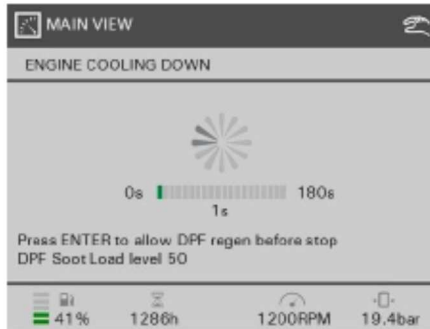 MAIN VIEW
ENGINE COOLING DOWN
0s 180s
1s
Press ENTER to allow DPF regen before stop
DPF Soot Load level 50
41% 1286h 1200RPM 19.4bar